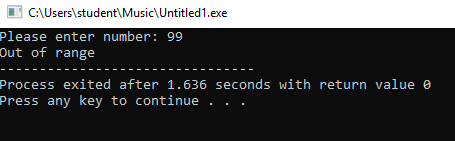 C:\Users\student\Music\Untitled1.exe
Please enter number: 99
Out of range
--------------------------------
Process exited after 1.636 seconds with return value 0
Press any key to continue . . .